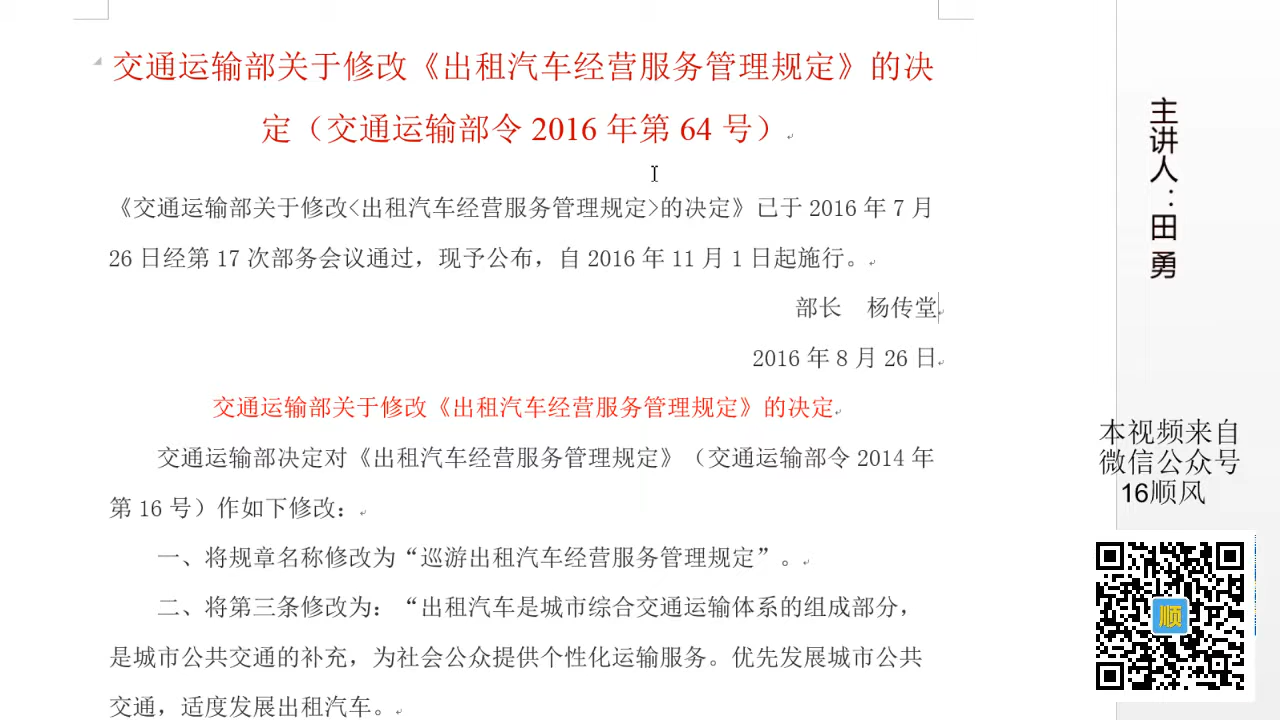 交通运输部关于修改《出租汽车经营服务管理规定》的决
定（交通运输部令 2016 年第 64 号）
《交通运输部关于修改<出租汽车经营服务管理规定>的决定》已于 2016 年 7 月
26 日经第 17 次部务会议通过，现予公布，自 2016 年 11 月 1 日起施行。
部长　杨传堂
2016 年 8 月 26 日
交通运输部关于修改《出租汽车经营服务管理规定》的决定
交通运输部决定对《出租汽车经营服务管理规定》（交通运输部令 2014 年
第 16 号）作如下修改：
一、将规章名称修改为“巡游出租汽车经营服务管理规定”。
二、将第三条修改为：“出租汽车是城市综合交通运输体系的组成部分，
是城市公共交通的补充，为社会公众提供个性化运输服务。优先发展城市公共
交通，适度发展出租汽车。
主讲人：田勇
本视频来自
微信公众号
16顺风
顺